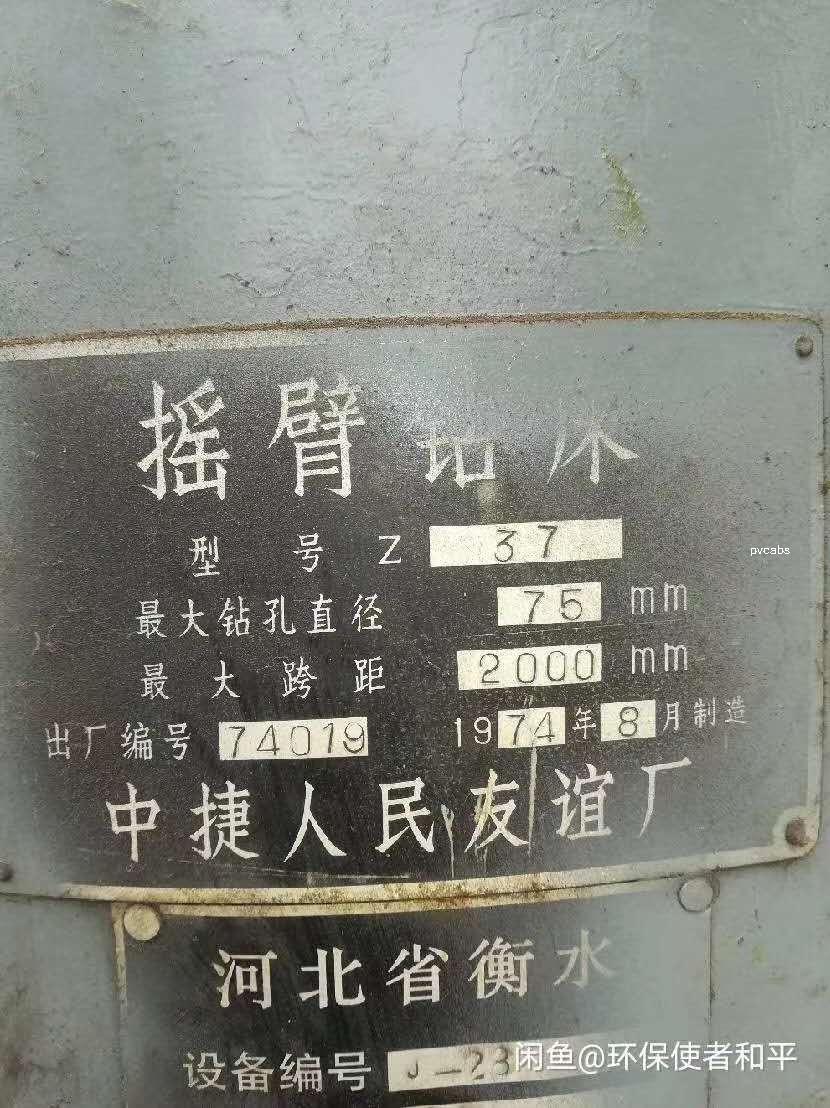 摇臂钻床
型号 Z 37
pvcabs
最大钻孔直径 75 mm
最大跨距 2000 mm
出厂编号 74019 1974年8月制造
中捷人民友谊厂
河北省衡水
设备编号 J-23
闲鱼@环保使者和平